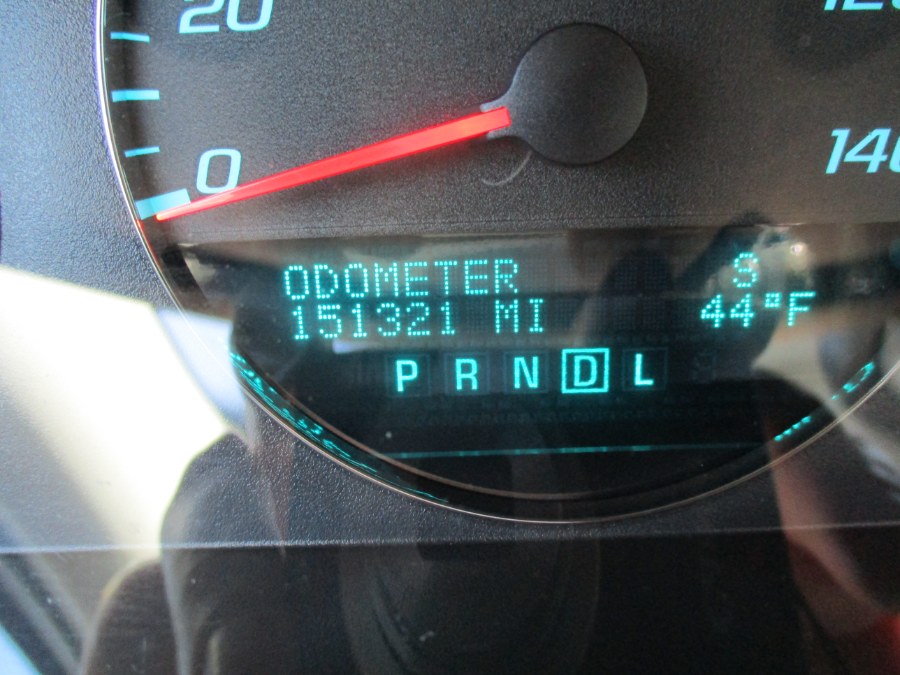 20
0
140
ODOMETER S
151321 MI 44°F
P R N D L